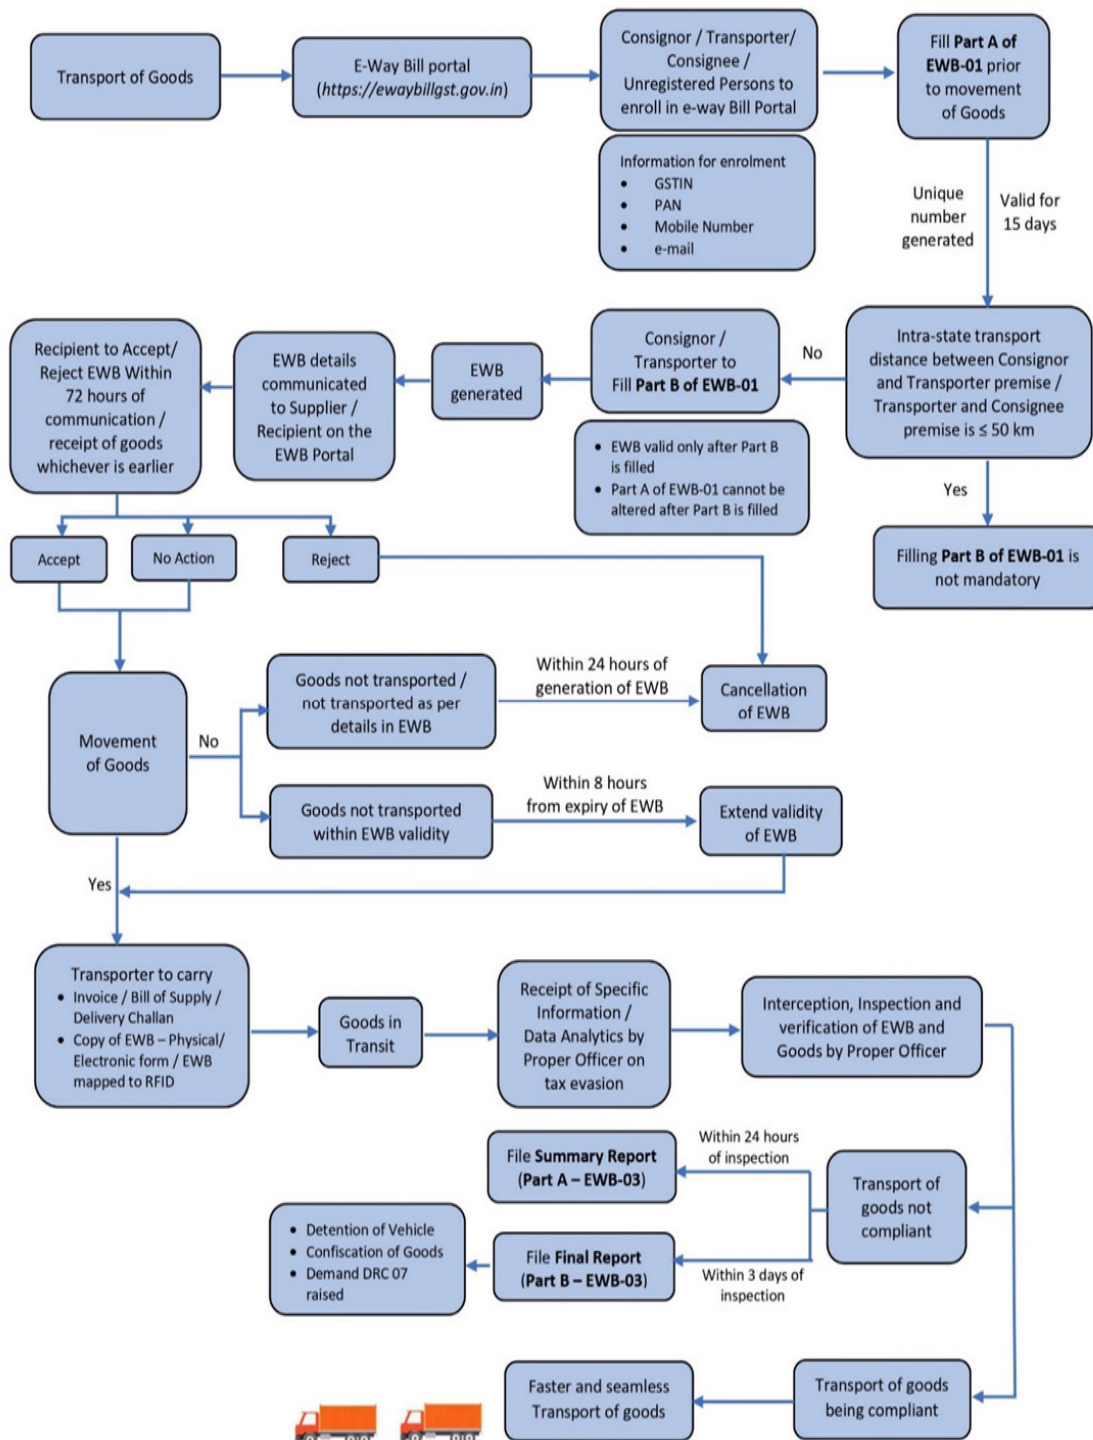 Transport of Goods
E-Way Bill portal
(https://ewaybillgst.gov.in)
Consignor / Transporter/
Consignee /
Unregistered Persons to
enroll in e-way Bill Portal
Fill Part A of
EWB-01 prior
to movement
of Goods
Information for enrolment
• GSTIN
• PAN
• Mobile Number
• e-mail
Unique
number
generated
Valid for
15 days
Intra-state transport
distance between Consignor
and Transporter premise /
Transporter and Consignee
premise is ≤ 50 km
No
Consignor /
Transporter to
Fill Part B of EWB-01
• EWB valid only after Part B
is filled
• Part A of EWB-01 cannot be
altered after Part B is filled
Yes
Filling Part B of EWB-01 is
not mandatory
EWB
generated
EWB details
communicated
to Supplier /
Recipient on the
EWB Portal
Recipient to Accept/
Reject EWB Within
72 hours of
communication /
receipt of goods
whichever is earlier
Accept
No Action
Reject
Movement
of Goods
No
Goods not transported /
not transported as per
details in EWB
Within 24 hours of
generation of EWB
Cancellation
of EWB
Goods not transported
within EWB validity
Within 8 hours
from expiry of EWB
Extend validity
of EWB
Yes
Transporter to carry
• Invoice / Bill of Supply /
Delivery Challan
• Copy of EWB – Physical/
Electronic form / EWB
mapped to RFID
Goods in
Transit
Receipt of Specific
Information /
Data Analytics by
Proper Officer on
tax evasion
Interception, Inspection and
verification of EWB and
Goods by Proper Officer
Transport of
goods not
compliant
Within 24 hours
of inspection
File Summary Report
(Part A – EWB-03)
Within 3 days of
inspection
File Final Report
(Part B – EWB-03)
• Detention of Vehicle
• Confiscation of Goods
• Demand DRC 07
raised
Transport of goods
being compliant
Faster and seamless
Transport of goods